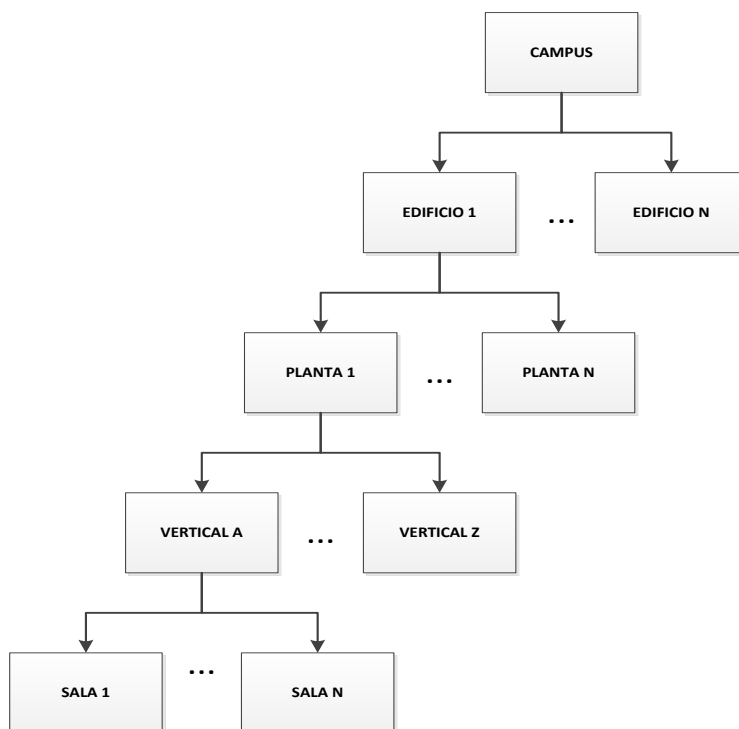 CAMPUS
EDIFICIO 1
...
EDIFICIO N
PLANTA 1
...
PLANTA N
VERTICAL A
...
VERTICAL Z
SALA 1
...
SALA N